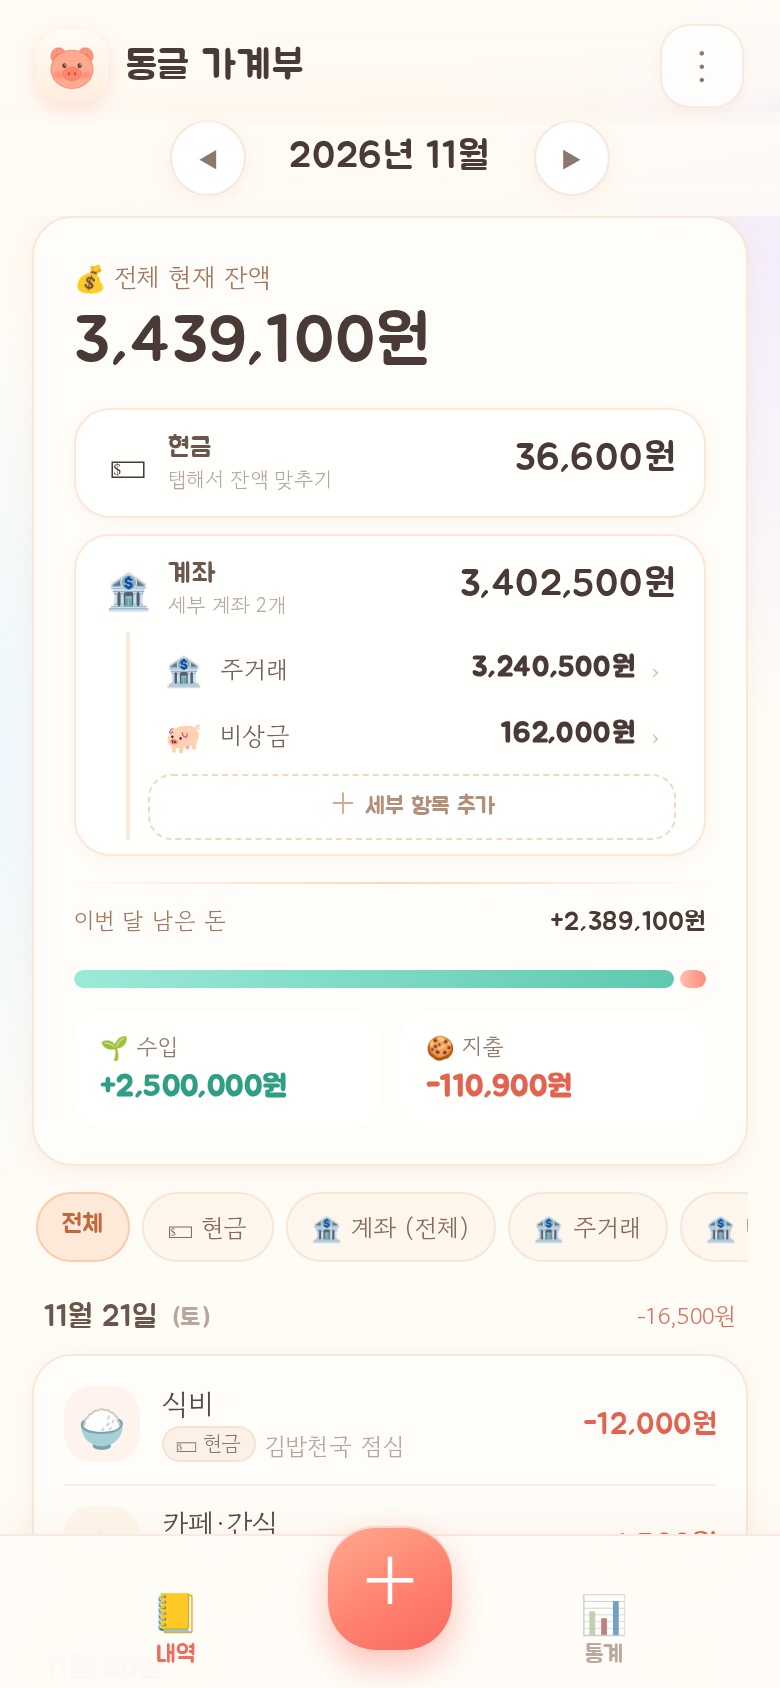 동글 가계부
2026년 11월
전체 현재 잔액
3,439,100원
현금
탭해서 잔액 맞추기
36,600원
계좌
세부 계좌 2개
3,402,500원
주거래
3,240,500원 ›
비상금
162,000원 ›
+ 세부 항목 추가
이번 달 남은 돈
+2,389,100원
수입
+2,500,000원
지출
-110,900원
전체 현금 계좌 (전체) 주거래
11월 21일 (토)
-16,500원
식비
현금 김밥천국 점심
-12,000원
카페·간식
내역
통계